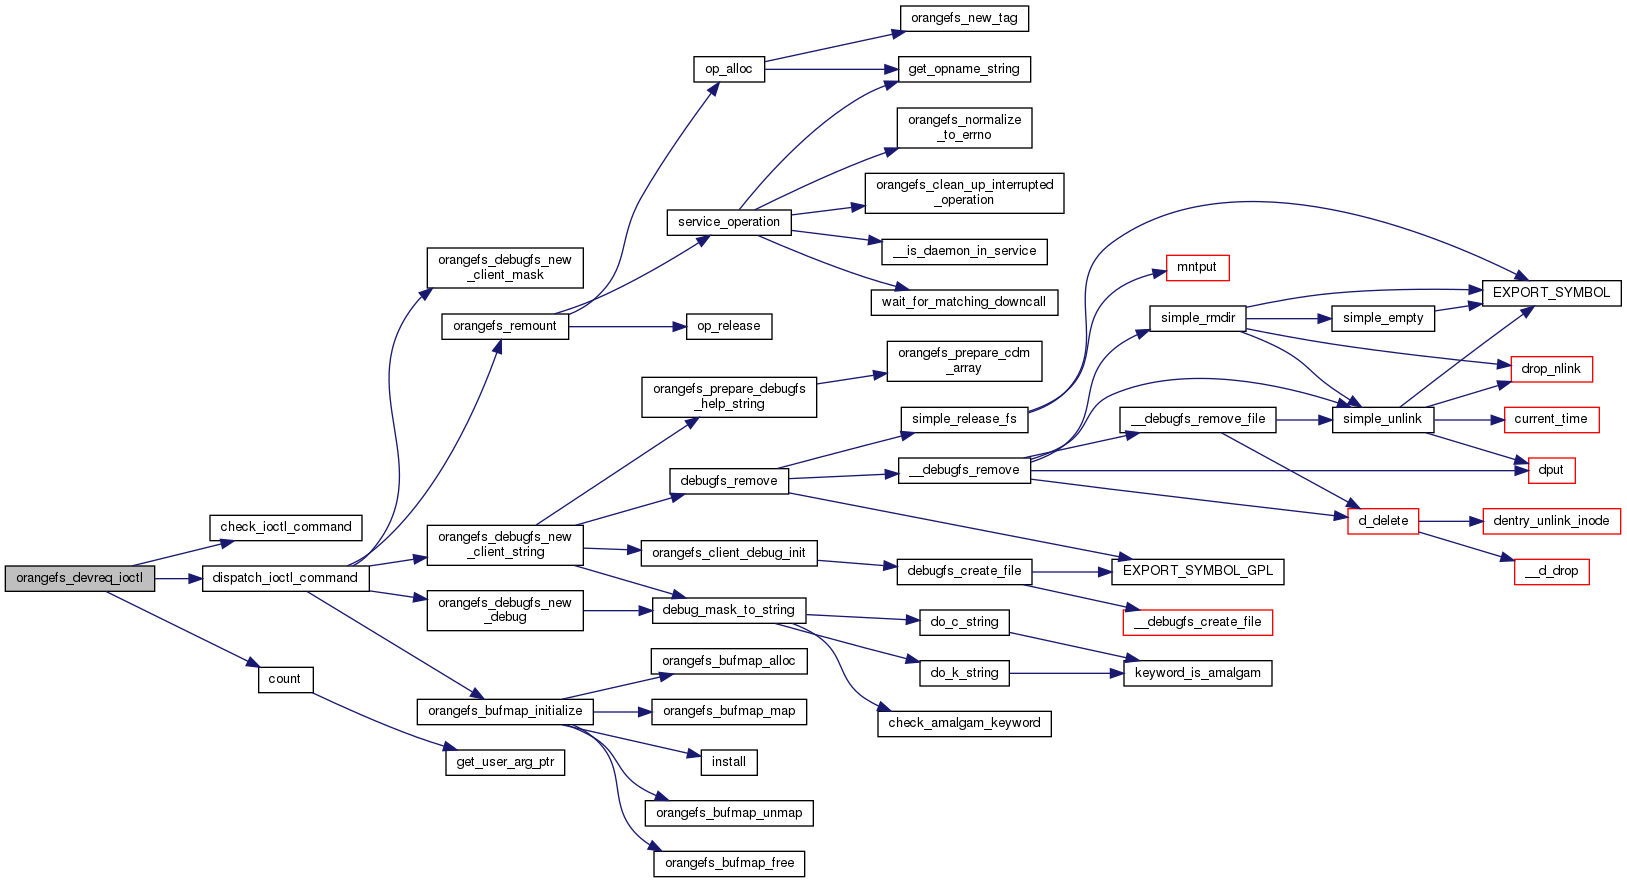 orangefs_new_tag
op_alloc
get_opname_string
orangefs_normalize
_to_errno
orangefs_clean_up_interrupted
_operation
service_operation
__is_daemon_in_service
orangefs_debugfs_new
_client_mask
mntput
EXPORT_SYMBOL
wait_for_matching_downcall
orangefs_remount
op_release
simple_rmdir
simple_empty
orangefs_prepare_cdm
_array
drop_nlink
orangefs_prepare_debugfs
_help_string
simple_release_fs
__debugfs_remove_file
simple_unlink
current_time
debugfs_remove
__debugfs_remove
dput
check_ioctl_command
d_delete
dentry_unlink_inode
orangefs_debugfs_new
_client_string
orangefs_client_debug_init
orangefs_devreq_ioctl
dispatch_ioctl_command
debugfs_create_file
EXPORT_SYMBOL_GPL
__d_drop
orangefs_debugfs_new
_debug
debug_mask_to_string
do_c_string
__debugfs_create_file
count
orangefs_bufmap_alloc
do_k_string
keyword_is_amalgam
orangefs_bufmap_initialize
orangefs_bufmap_map
check_amalgam_keyword
get_user_arg_ptr
install
orangefs_bufmap_unmap
orangefs_bufmap_free